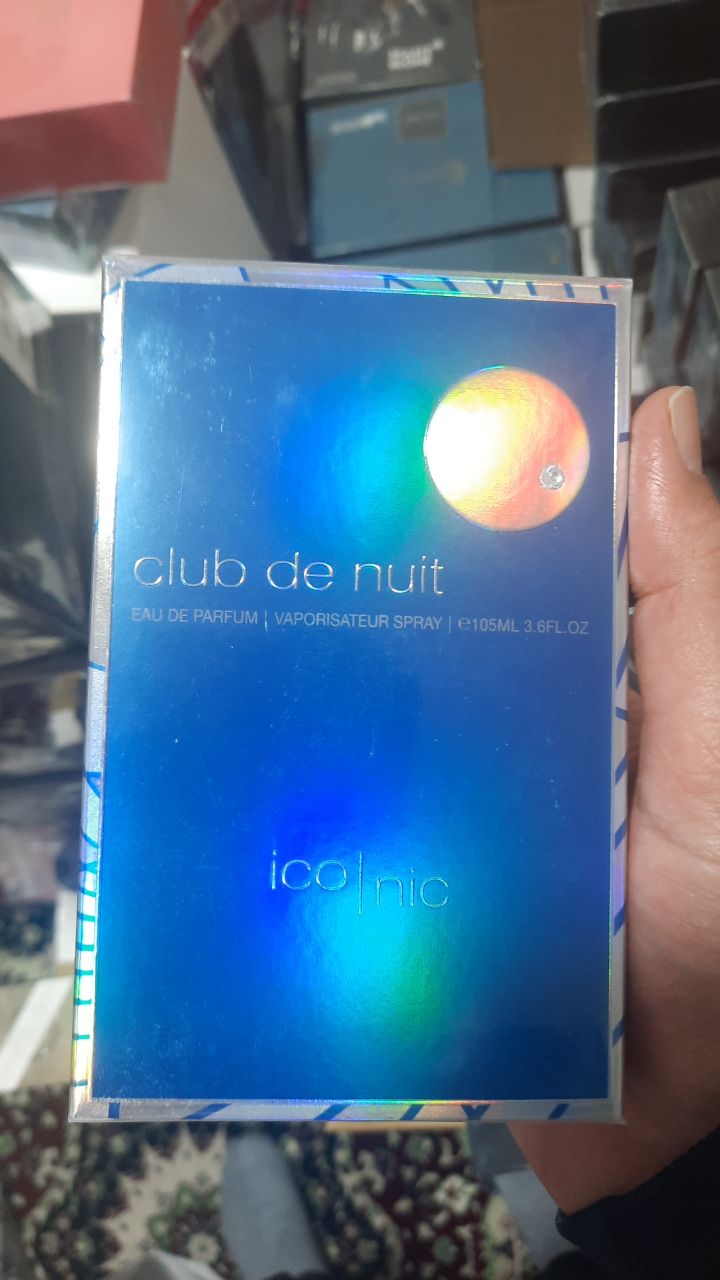 club de nuit
EAU DE PARFUM | VAPORISATEUR SPRAY | ℮105ML 3.6FL.OZ
ico|nic